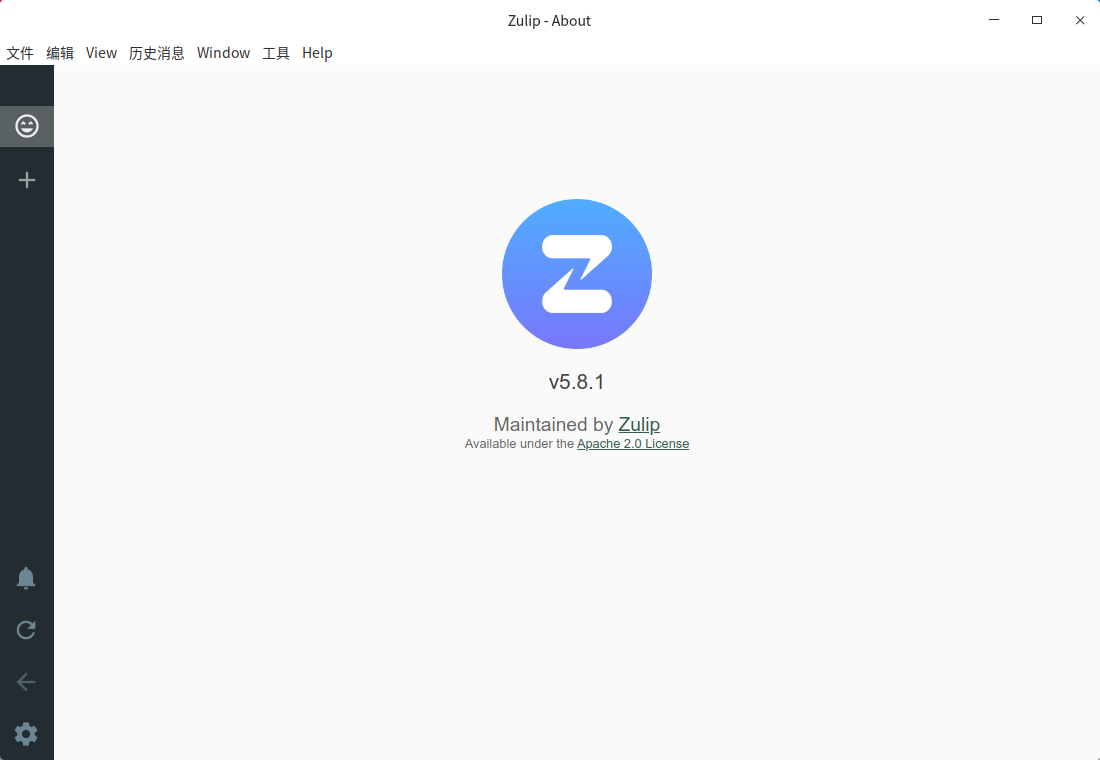 Zulip - About
文件 编辑 View 历史消息 Window 工具 Help
v5.8.1
Maintained by Zulip
Available under the Apache 2.0 License